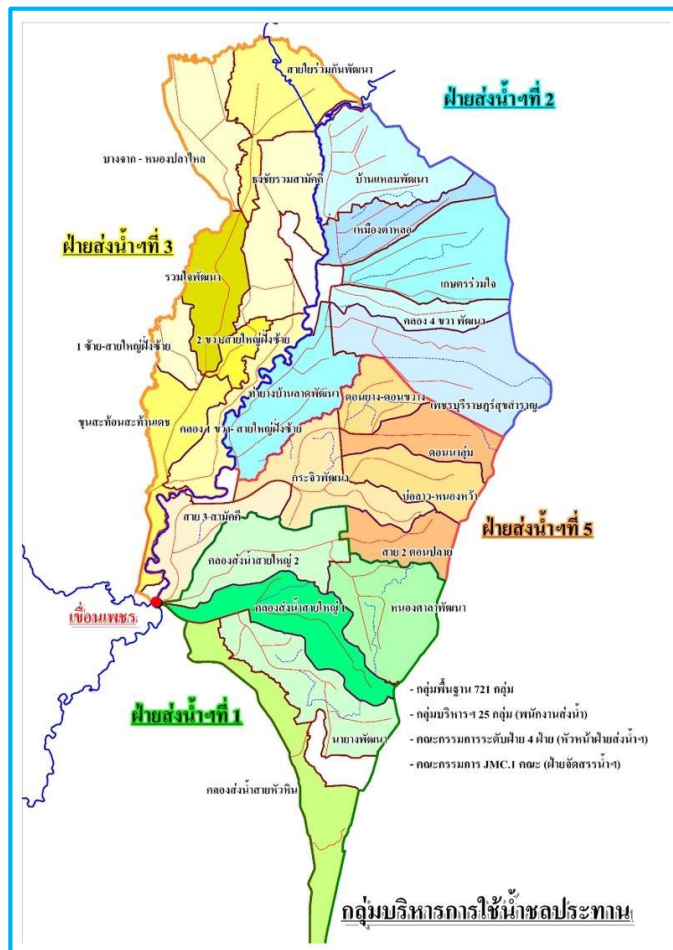 สายใยร่วมกันพัฒนา
ฝ่ายส่งน้ำฯที่ 2
บางจาก - หนองปลาไหล
ธงชัยรวมสามัคคี
บ้านแหลมพัฒนา
เหมืองตาหลอ
ฝ่ายส่งน้ำฯที่ 3
รวมใจพัฒนา
เกษตรร่วมใจ
คลอง 4 ขวา พัฒนา
1 ซ้าย-สายใหญ่ฝั่งซ้าย
2 ขวา สายใหญ่ฝั่งซ้าย
ท่ายางบ้านลาดพัฒนา
ดอนยาง-ดอนขวาง
เพชรบุรีราษฎร์สุขสำราญ
ขุนสะท้อนสะท้านเดช
คลอง 1 ขวา- สายใหญ่ฝั่งซ้าย
ดอนนาลุ่ม
กระจิวพัฒนา
บ่อลาว-หนองหว้า
สาย 3-สามัคคี
ฝ่ายส่งน้ำฯที่ 5
คลองส่งน้ำสายใหญ่ 2
สาย 2 ดอนปลาย
เขื่อนเพชร
คลองส่งน้ำสายใหญ่ 1
หนองศาลาพัฒนา
ฝ่ายส่งน้ำฯที่ 1
- กลุ่มพื้นฐาน 721 กลุ่ม
- กลุ่มบริหารฯ 25 กลุ่ม (พนักงานส่งน้ำ)
นายางพัฒนา
- คณะกรรมการระดับฝ่าย 4 ฝ่าย (หัวหน้าฝ่ายส่งน้ำฯ)
- คณะกรรมการ JMC.1 คณะ (ฝ่ายจัดสรรน้ำฯ)
คลองส่งน้ำสายหัวหิน
กลุ่มบริหารการใช้น้ำชลประทาน